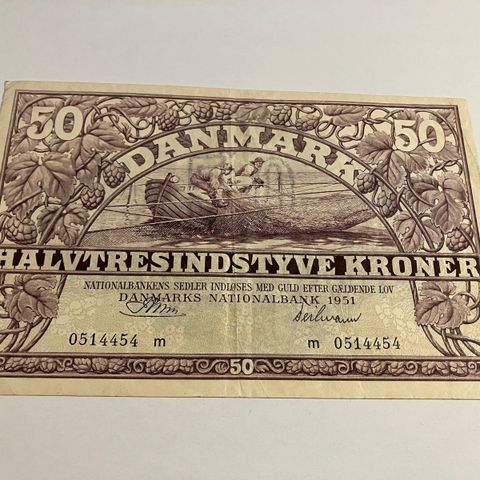 50 50
DANMARK
HALVTRESINDSTYVE KRONER
NATIONALBANKENS SEDLER INDLØSES MED GULD EFTER GÆLDENDE LOV
DANMARKS NATIONALBANK 1951
0514454 m m 0514454
50